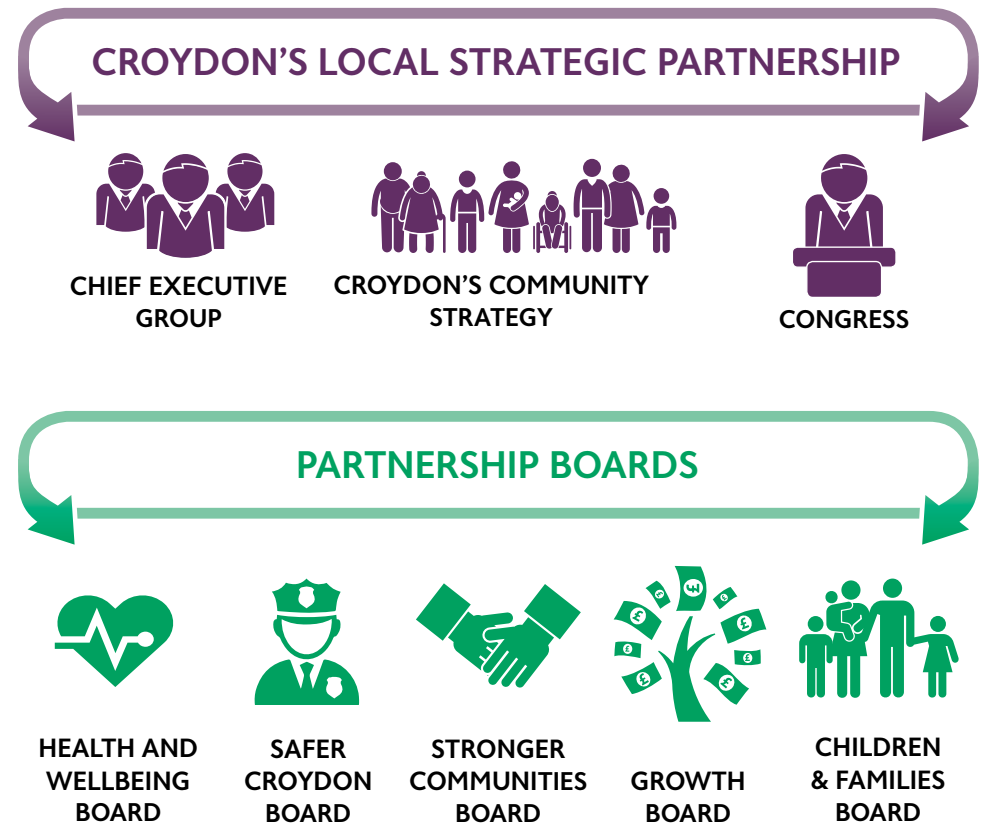 CROYDON’S LOCAL STRATEGIC PARTNERSHIP
CHIEF EXECUTIVE
GROUP
CROYDON’S COMMUNITY
STRATEGY
CONGRESS
PARTNERSHIP BOARDS
£
£
£
£
£
£
£
£
£
HEALTH AND
WELLBEING
BOARD
SAFER
CROYDON
BOARD
STRONGER
COMMUNITIES
BOARD
GROWTH
BOARD
CHILDREN
& FAMILIES
BOARD